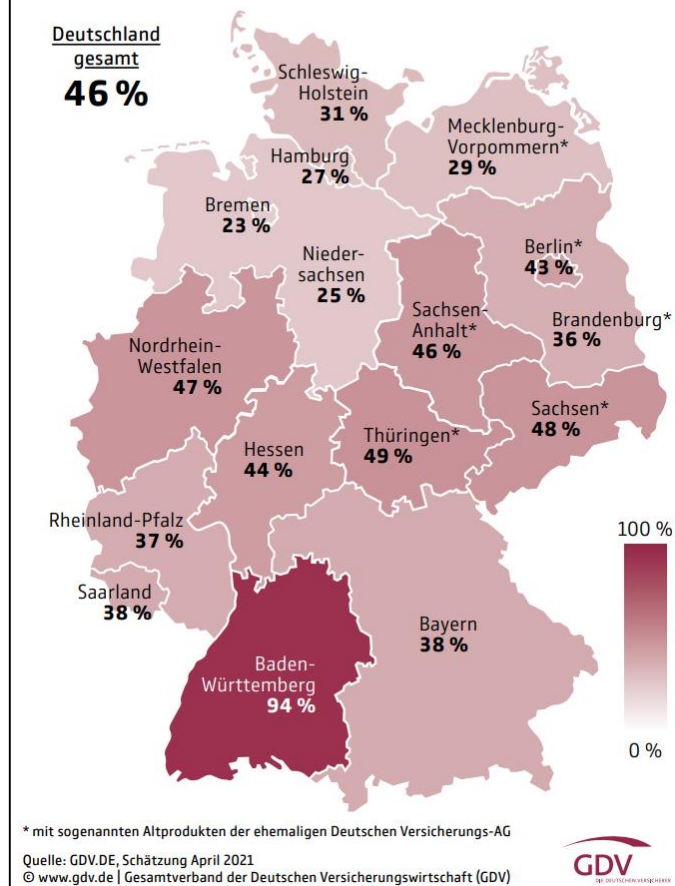 Deutschland
gesamt
46 %
Schleswig-
Holstein
31 %
Mecklenburg-
Vorpommern*
29 %
Hamburg
27 %
Bremen
23 %
Nieder-
sachsen
25 %
Berlin*
43 %
Sachsen-
Anhalt*
46 %
Brandenburg*
36 %
Nordrhein-
Westfalen
47 %
Sachsen*
48 %
Thüringen*
49 %
Hessen
44 %
Rheinland-Pfalz
37 %
Saarland
38 %
Bayern
38 %
Baden-
Württemberg
94 %
100 %
0 %
* mit sogenannten Altprodukten der ehemaligen Deutschen Versicherungs-AG
Quelle: GDV.DE, Schätzung April 2021
© www.gdv.de | Gesamtverband der Deutschen Versicherungswirtschaft (GDV)
GDV
DIE DEUTSCHEN VERSICHERER